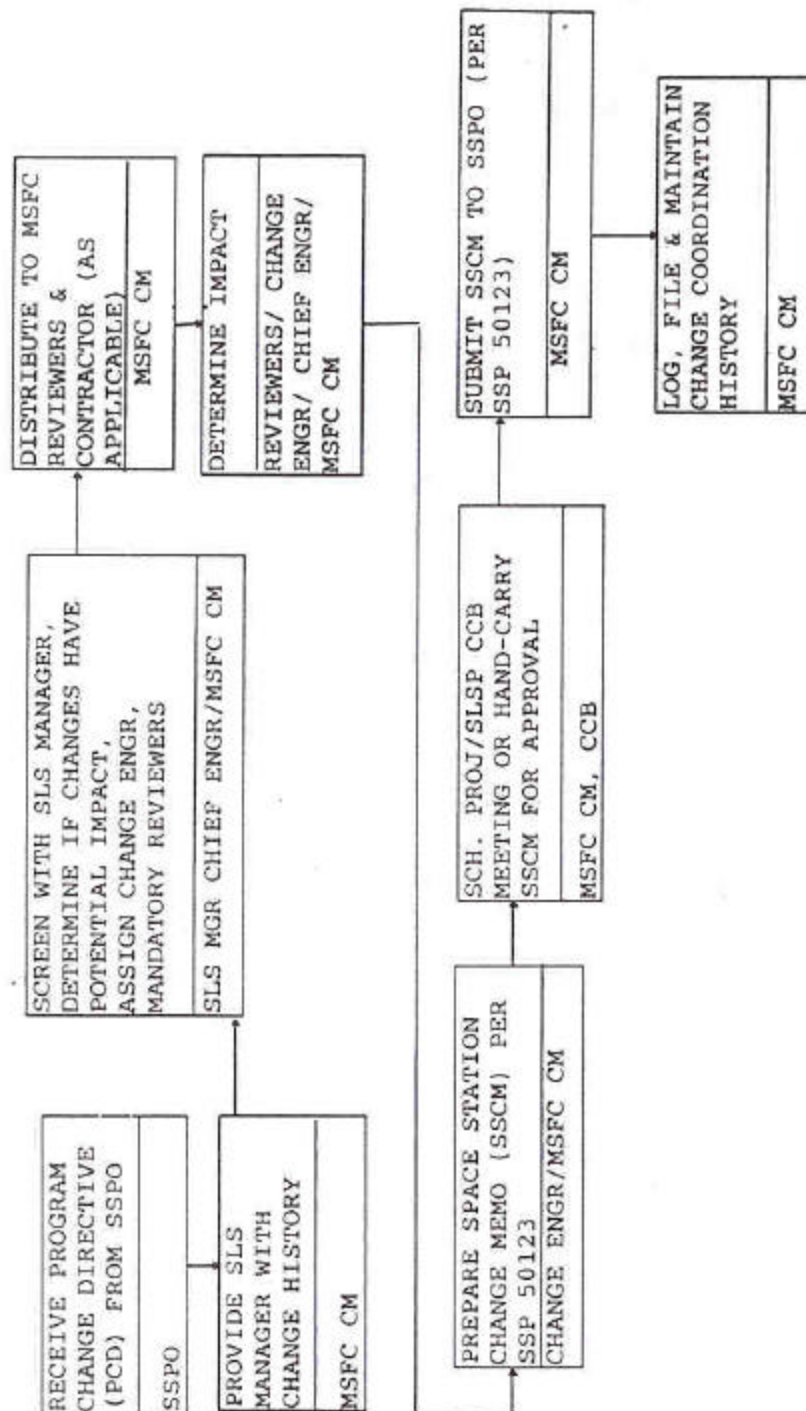 RECEIVE PROGRAM
CHANGE DIRECTIVE
(PCD) FROM SSPO
SSPO
PROVIDE SLS
MANAGER WITH
CHANGE HISTORY
MSFC CM
SCREEN WITH SLS MANAGER,
DETERMINE IF CHANGES HAVE
POTENTIAL IMPACT,
ASSIGN CHANGE ENGR,
MANDATORY REVIEWERS
SLS MGR CHIEF ENGR/MSFC CM
DISTRIBUTE TO MSFC
REVIEWERS &
CONTRACTOR (AS
APPLICABLE)
MSFC CM
DETERMINE IMPACT
REVIEWERS/ CHANGE
ENGR/ CHIEF ENGR/
MSFC CM
PREPARE SPACE STATION
CHANGE MEMO (SSCM) PER
SSP 50123
CHANGE ENGR/MSFC CM
SCH. PROJ/SLSP CCB
MEETING OR HAND-CARRY
SSCM FOR APPROVAL
MSFC CM, CCB
SUBMIT SSCM TO SSPO (PER
SSP 50123)
MSFC CM
LOG, FILE & MAINTAIN
CHANGE COORDINATION
HISTORY
MSFC CM